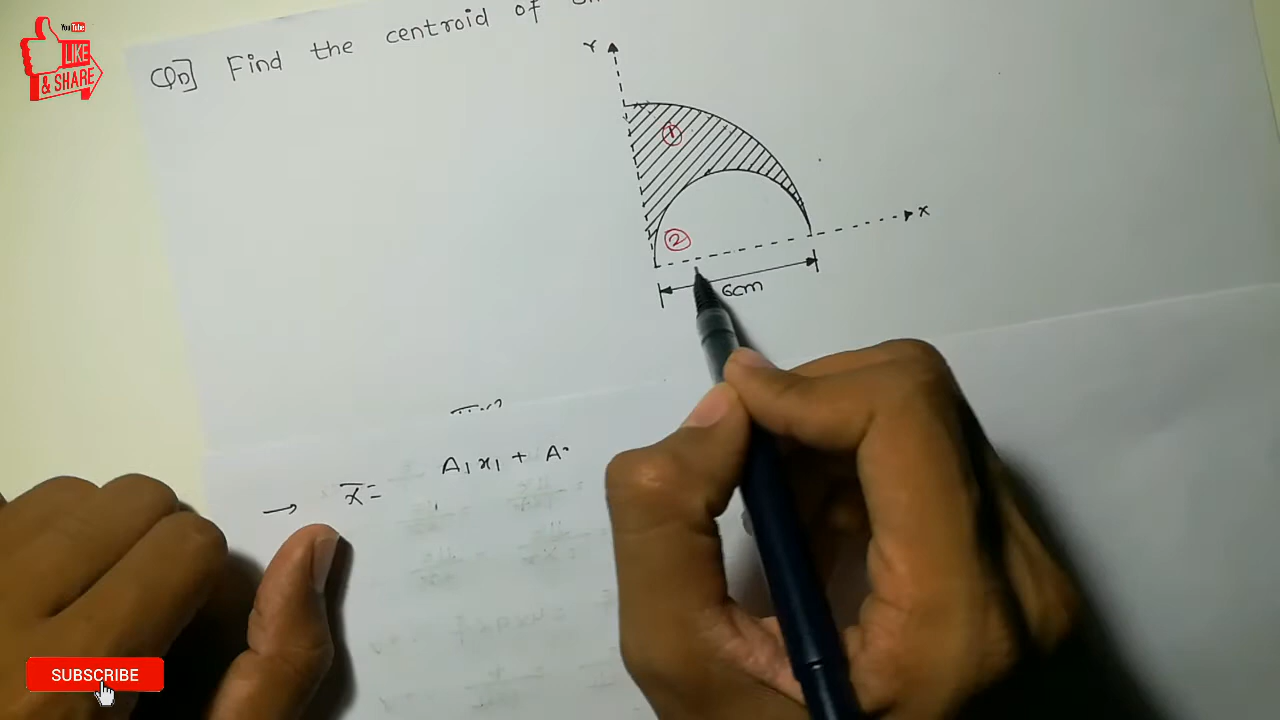 YouTube
LIKE
& SHARE
Qn] Find the centroid of
Y
1
2
X
6cm
→ x̄ = A₁x₁ + A
SUBSCRIBE